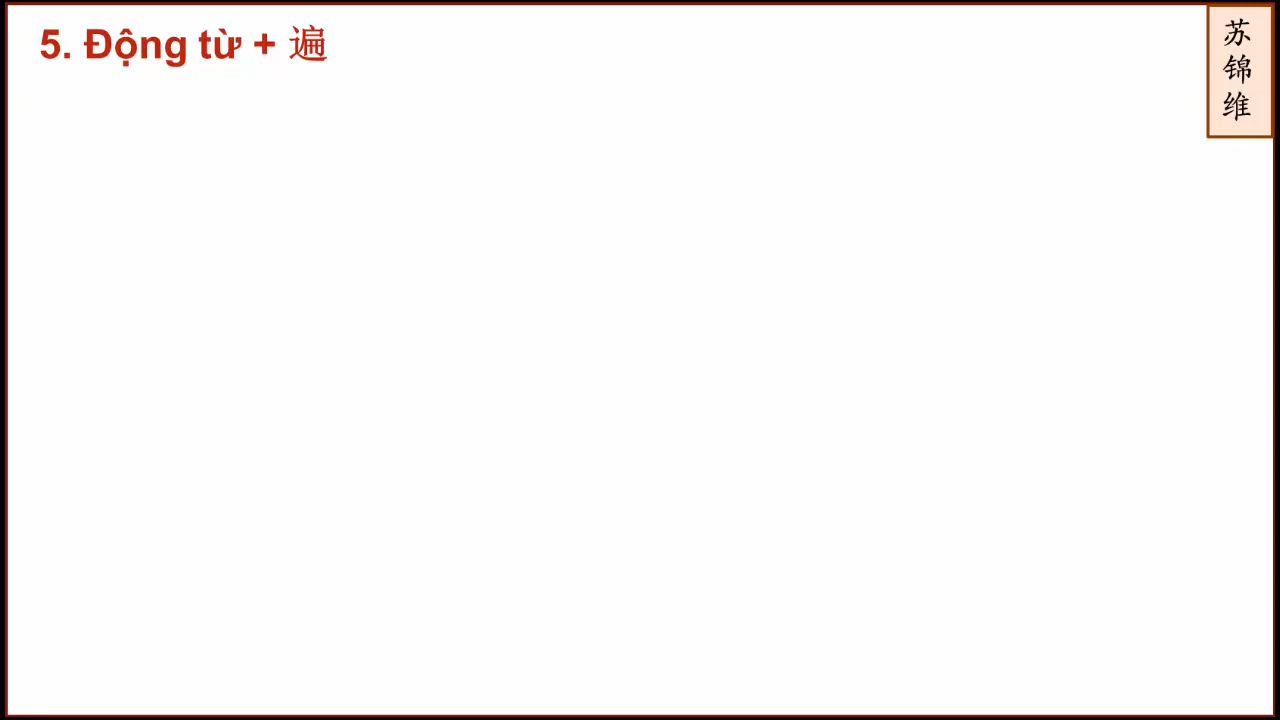 5. Động từ + 遍
苏
锦
维